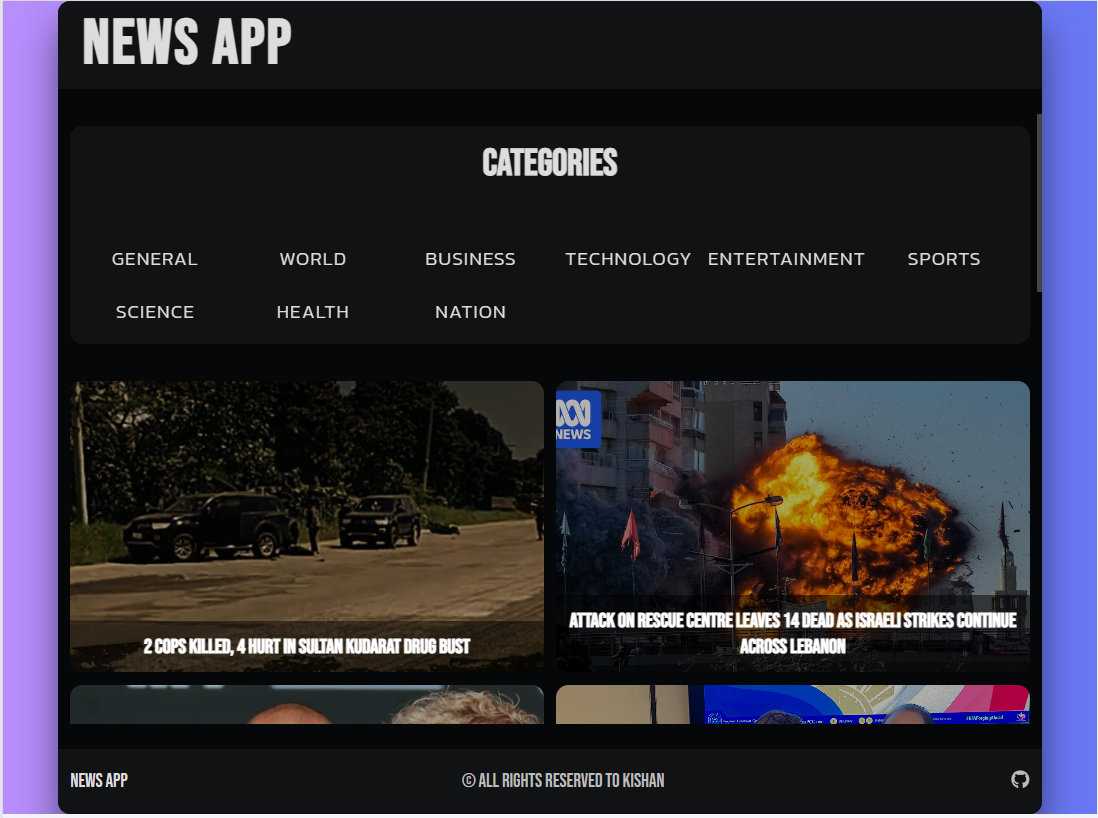 NEWS APP
CATEGORIES
GENERAL WORLD BUSINESS TECHNOLOGY ENTERTAINMENT SPORTS
SCIENCE HEALTH NATION
NEWS
2 COPS KILLED, 4 HURT IN SULTAN KUDARAT DRUG BUST
ATTACK ON RESCUE CENTRE LEAVES 14 DEAD AS ISRAELI STRIKES CONTINUE
ACROSS LEBANON
NEWS APP © ALL RIGHTS RESERVED TO KISHAN